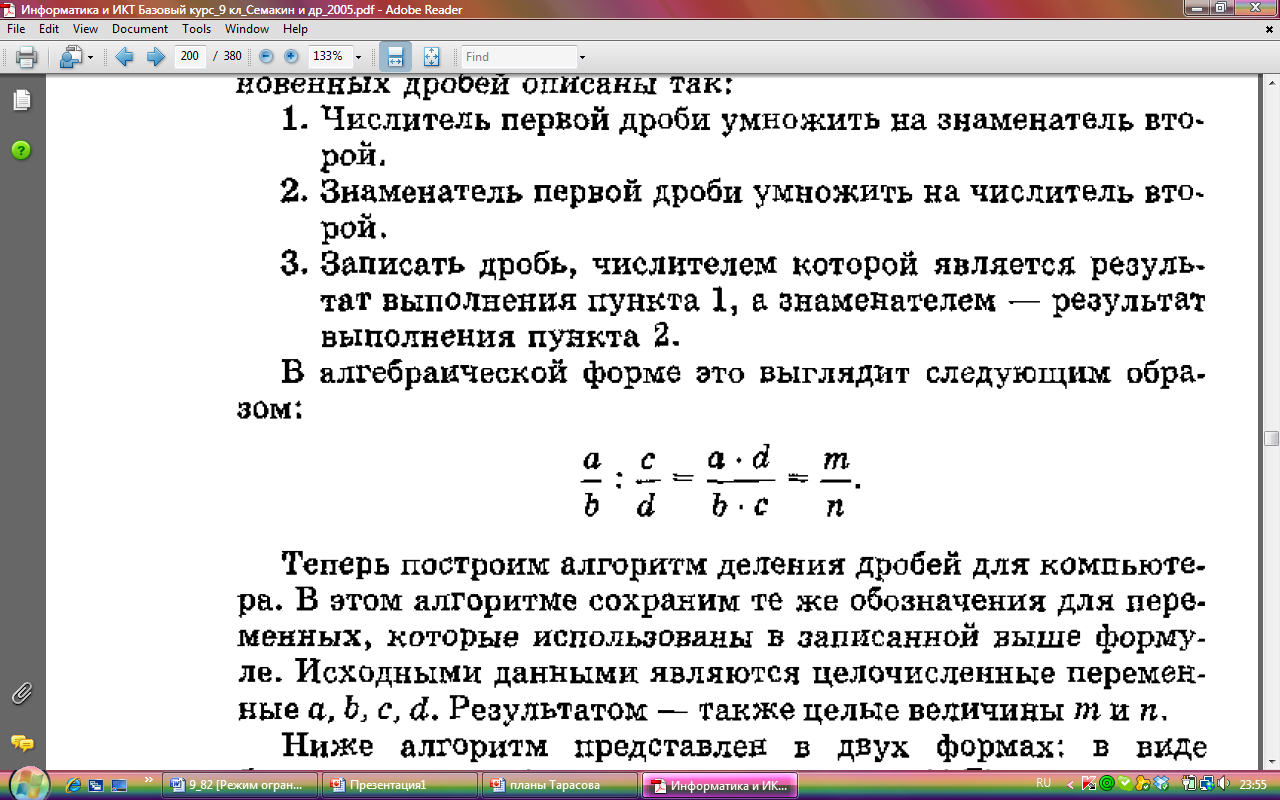 Информатика и ИКТ Базовый курс_9 кл_Семакин и др_2005.pdf - Adobe Reader
File Edit View Document Tools Window Help
200 / 380 133% Find
новенных дробей описаны так:
1. Числитель первой дроби умножить на знаменатель вто-
рой.
2. Знаменатель первой дроби умножить на числитель вто-
рой.
3. Записать дробь, числителем которой является резуль-
тат выполнения пункта 1, а знаменателем — результат
выполнения пункта 2.
В алгебраической форме это выглядит следующим обра-
зом:
a/b : c/d = a · d/b · c = m/n.
Теперь построим алгоритм деления дробей для компьюте-
ра. В этом алгоритме сохраним те же обозначения для пере-
менных, которые использованы в записанной выше форму-
ле. Исходными данными являются целочисленные перемен-
ные a, b, c, d. Результатом — также целые величины m и n.
Ниже алгоритм представлен в двух формах: в виде
9_82 [Режим огран... Презентация1 планы Тарасова Информатика и ИК... RU 23:55